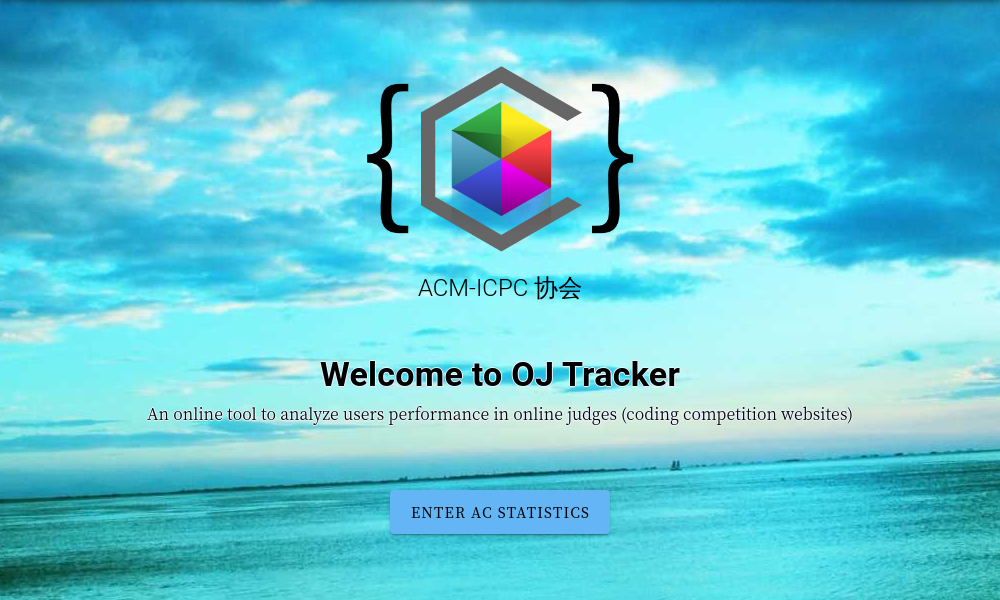 ACM-ICPC 协会
Welcome to OJ Tracker
An online tool to analyze users performance in online judges (coding competition websites)
ENTER AC STATISTICS